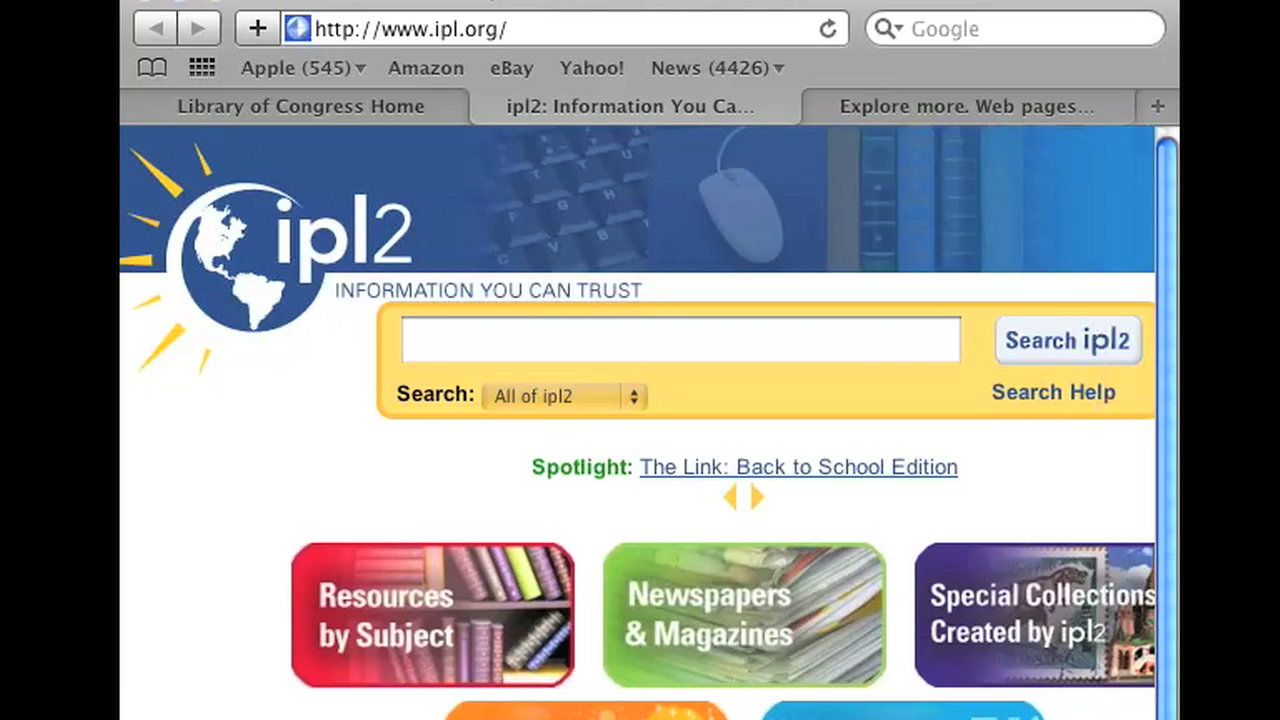 http://www.ipl.org/
Google
Apple (545)
Amazon
eBay
Yahoo!
News (4426)
Library of Congress Home
ipl2: Information You Ca...
Explore more. Web pages...
ipl2
INFORMATION YOU CAN TRUST
Search ipl2
Search: All of ipl2
Search Help
Spotlight: The Link: Back to School Edition
Resources
by Subject
Newspapers
& Magazines
Special Collections
Created by ipl2